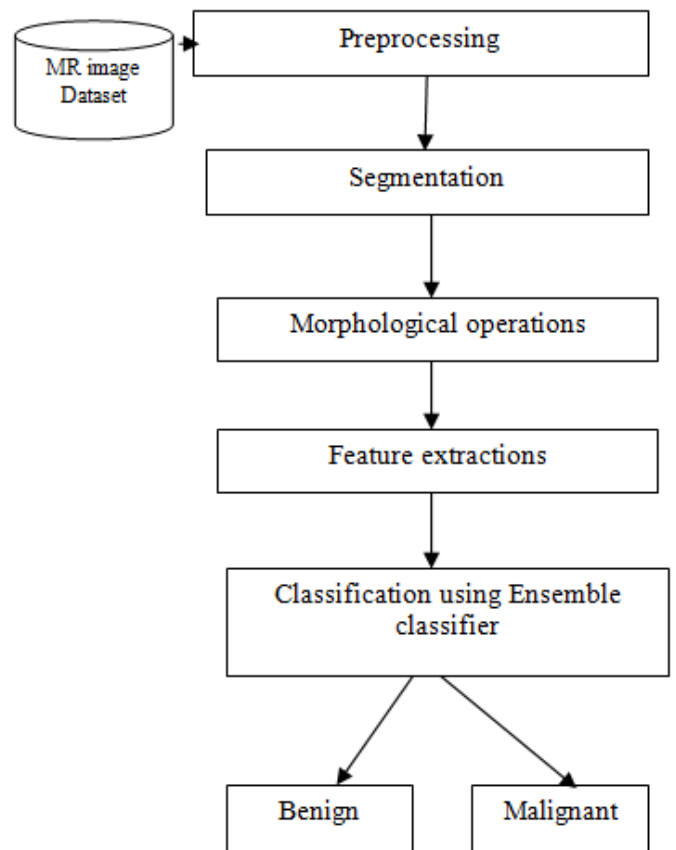 MR image
Dataset
Preprocessing
Segmentation
Morphological operations
Feature extractions
Classification using Ensemble
classifier
Benign
Malignant